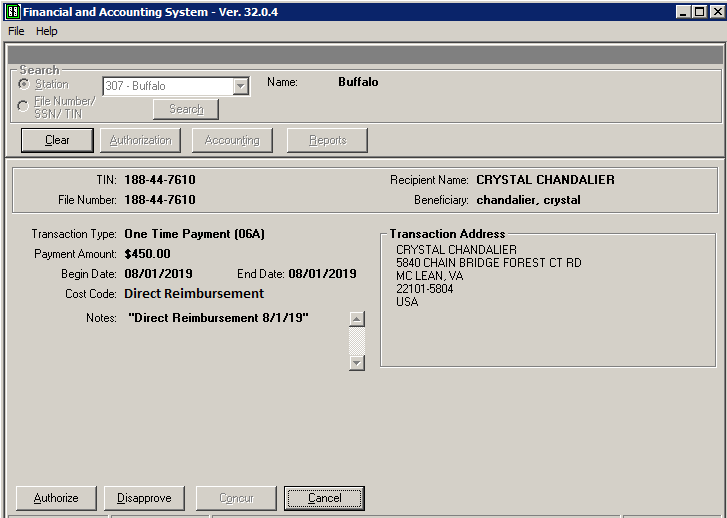 Financial and Accounting System - Ver. 32.0.4
File Help
Search
Station 307 - Buffalo Name: Buffalo
File Number/
SSN/ TIN Search
Clear Authorization Accounting Reports
TIN: 188-44-7610 Recipient Name: CRYSTAL CHANDALIER
File Number: 188-44-7610 Beneficiary: chandalier, crystal
Transaction Type: One Time Payment (06A) Transaction Address
CRYSTAL CHANDALIER
Payment Amount: $450.00 5840 CHAIN BRIDGE FOREST CT RD
Begin Date: 08/01/2019 End Date: 08/01/2019 MC LEAN, VA
22101-5804
Cost Code: Direct Reimbursement USA
Notes: "Direct Reimbursement 8/1/19"
Authorize Disapprove Concur Cancel